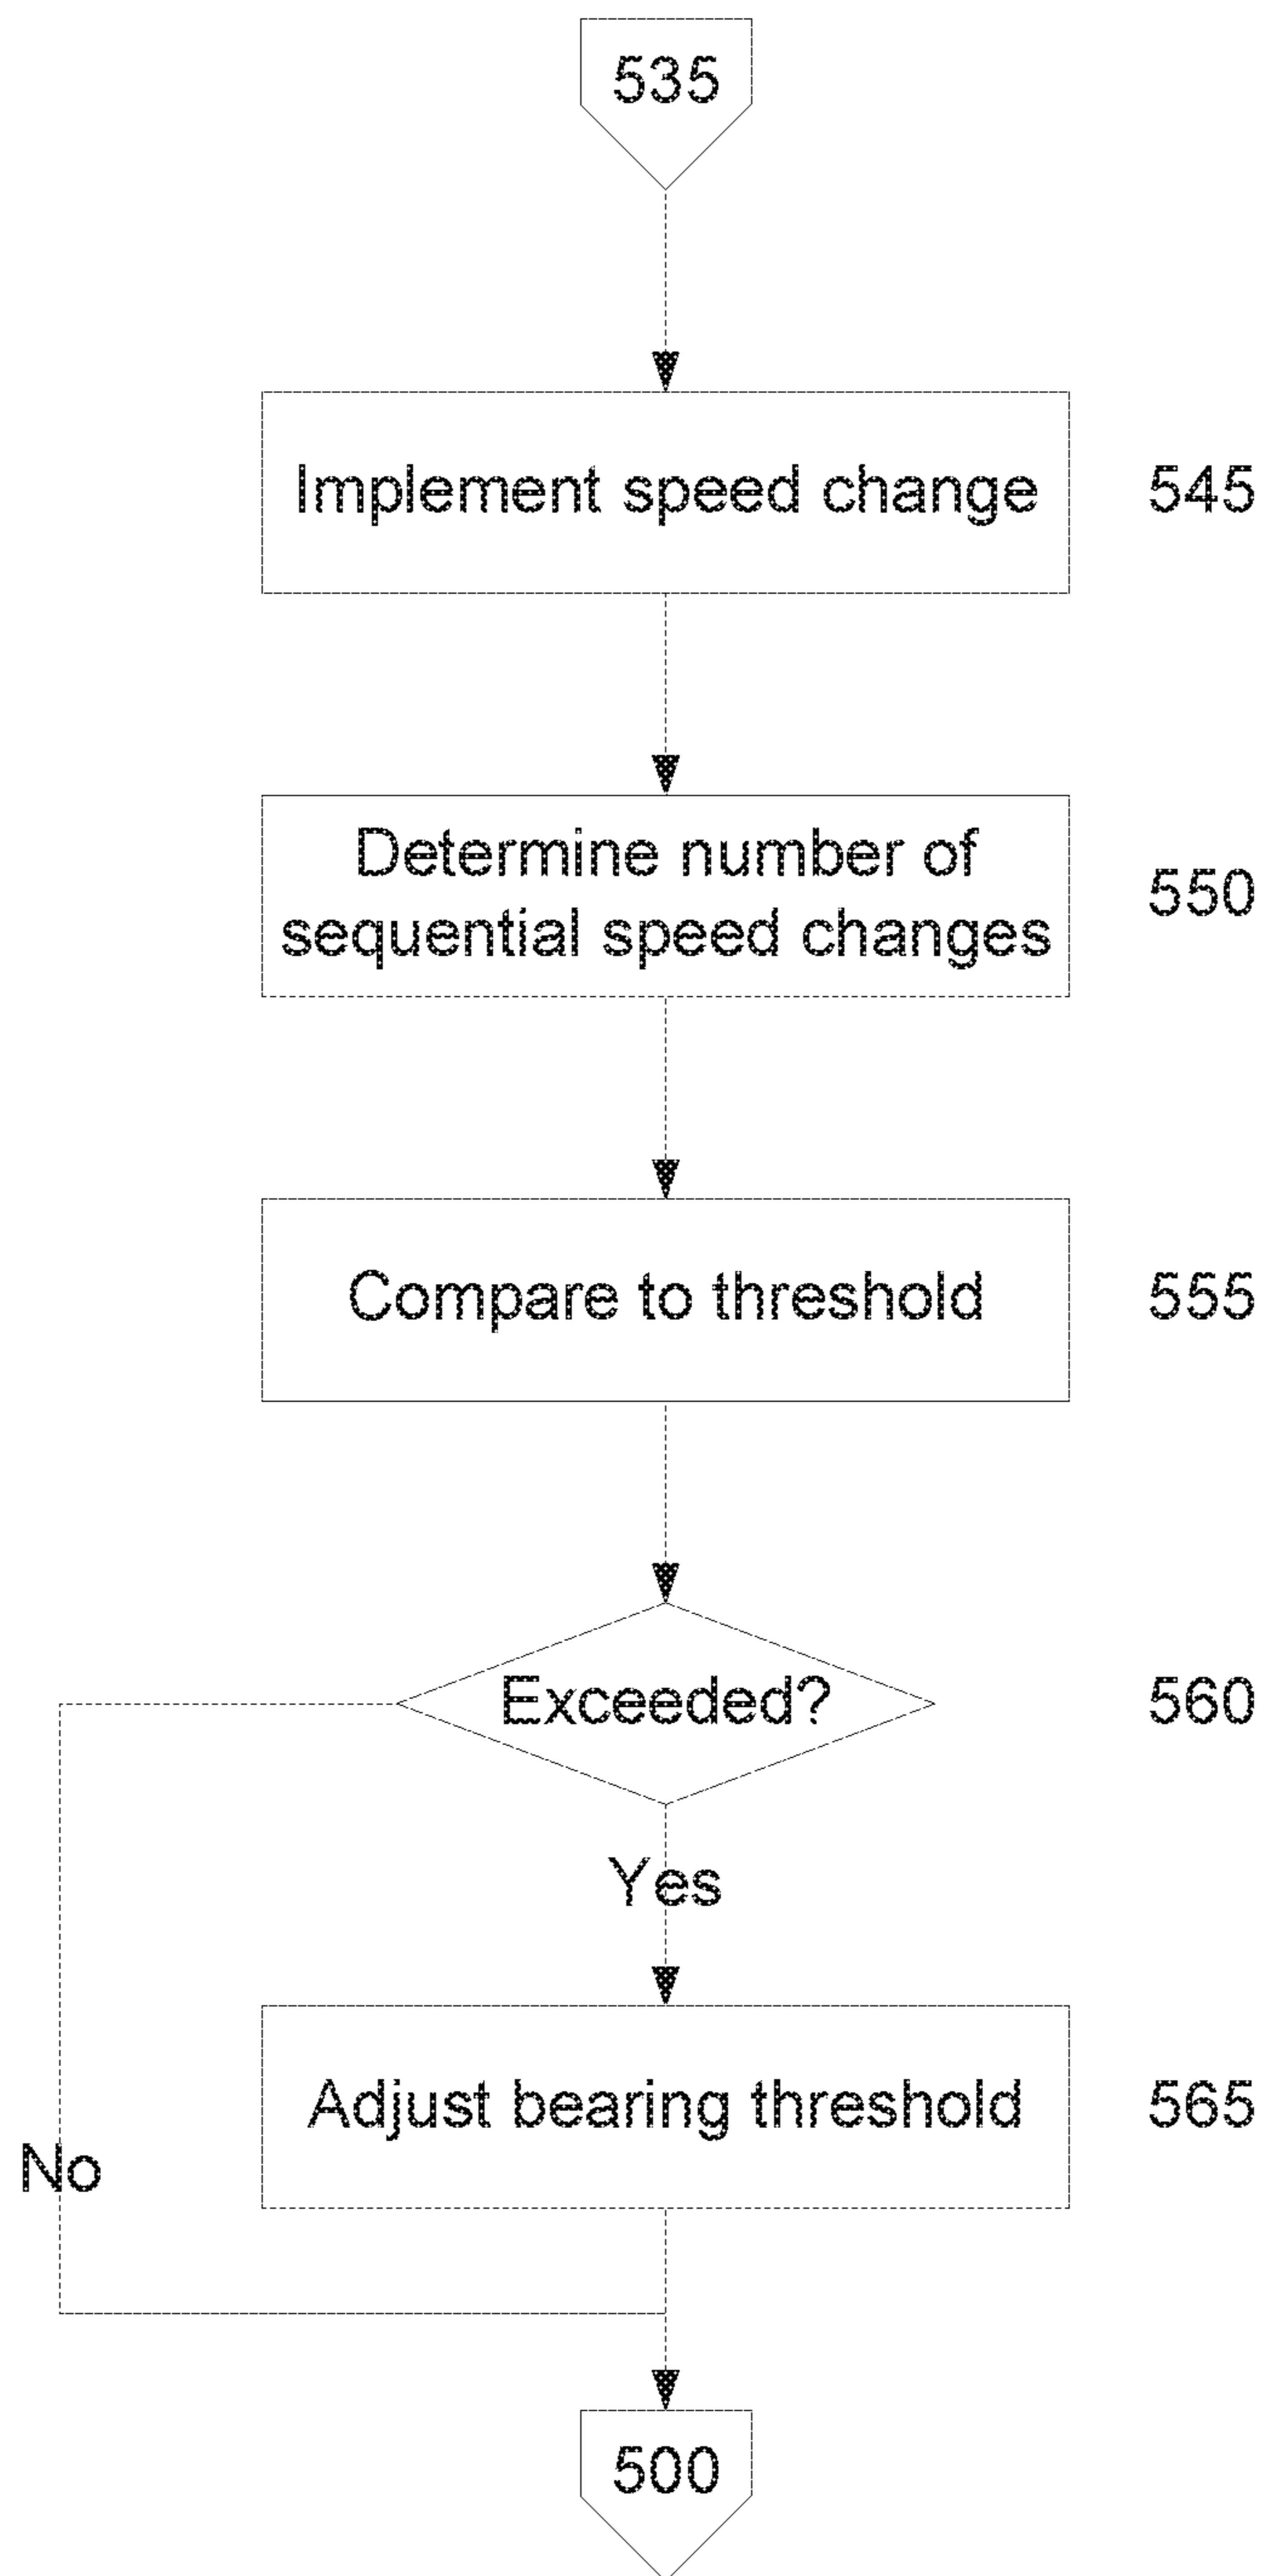 535
Implement speed change
545
Determine number of
sequential speed changes
550
Compare to threshold
555
Exceeded?
560
Yes
Adjust bearing threshold
565
No
500